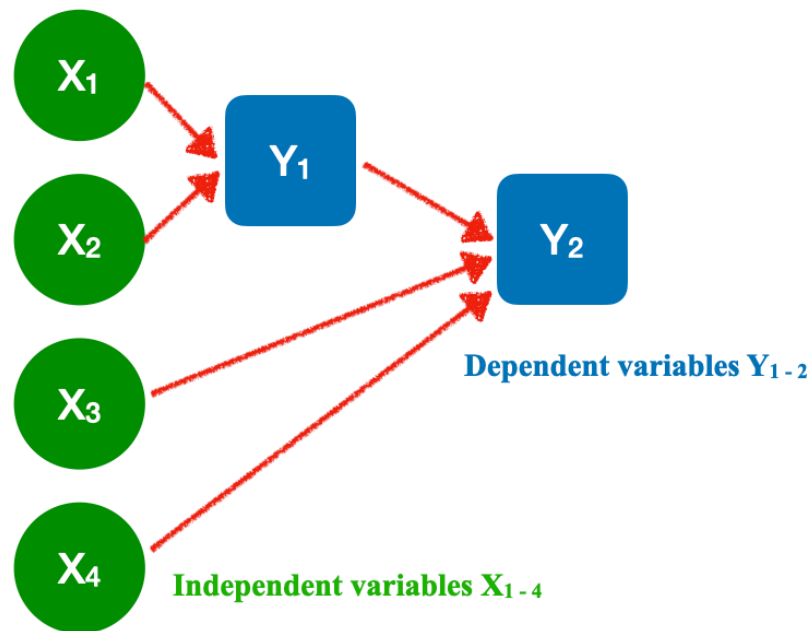 X₁
Y₁
X₂
Y₂
Dependent variables Y₁ - ₂
X₃
X₄
Independent variables X₁ - ₄